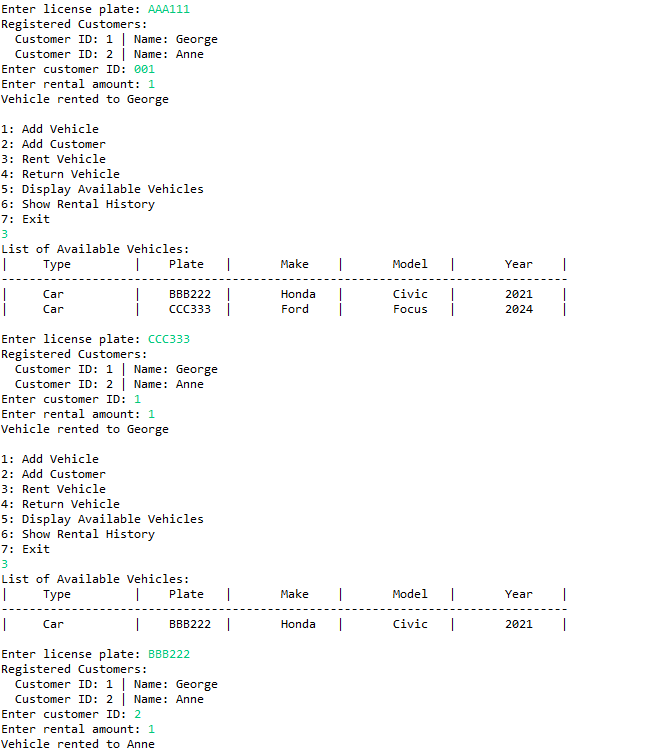 Enter license plate: AAA111
Registered Customers:
  Customer ID: 1 | Name: George
  Customer ID: 2 | Name: Anne
Enter customer ID: 001
Enter rental amount: 1
Vehicle rented to George

1: Add Vehicle
2: Add Customer
3: Rent Vehicle
4: Return Vehicle
5: Display Available Vehicles
6: Show Rental History
7: Exit
3
List of Available Vehicles:
|     Type         |    Plate   |       Make    |       Model   |       Year    |
---------------------------------------------------------------------------------
|     Car          |    BBB222  |       Honda   |       Civic   |       2021    |
|     Car          |    CCC333  |       Ford    |       Focus   |       2024    |

Enter license plate: CCC333
Registered Customers:
  Customer ID: 1 | Name: George
  Customer ID: 2 | Name: Anne
Enter customer ID: 1
Enter rental amount: 1
Vehicle rented to George

1: Add Vehicle
2: Add Customer
3: Rent Vehicle
4: Return Vehicle
5: Display Available Vehicles
6: Show Rental History
7: Exit
3
List of Available Vehicles:
|     Type         |    Plate   |       Make    |       Model   |       Year    |
---------------------------------------------------------------------------------
|     Car          |    BBB222  |       Honda   |       Civic   |       2021    |

Enter license plate: BBB222
Registered Customers:
  Customer ID: 1 | Name: George
  Customer ID: 2 | Name: Anne
Enter customer ID: 2
Enter rental amount: 1
Vehicle rented to Anne